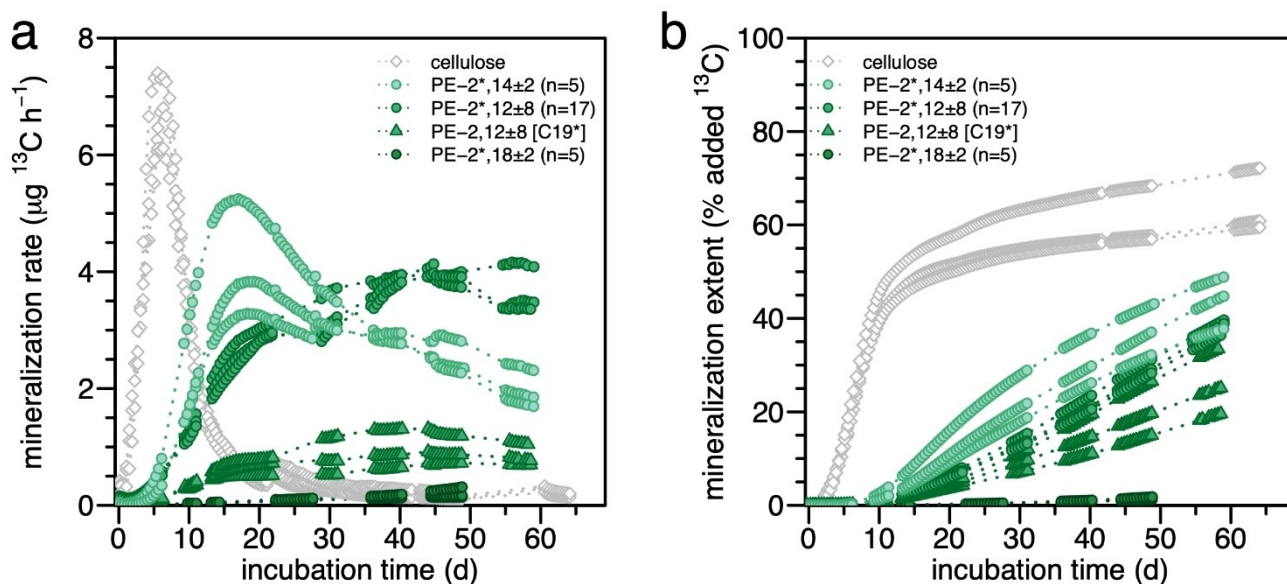 a
mineralization rate (μg ¹³C h⁻¹)
8
6
4
2
0
cellulose
PE-2*,14±2 (n=5)
PE-2*,12±8 (n=17)
PE-2,12±8 [C19*]
PE-2*,18±2 (n=5)
0 10 20 30 40 50 60
incubation time (d)
b
mineralization extent (% added ¹³C)
100
80
60
40
20
0
cellulose
PE-2*,14±2 (n=5)
PE-2*,12±8 (n=17)
PE-2,12±8 [C19*]
PE-2*,18±2 (n=5)
0 10 20 30 40 50 60
incubation time (d)